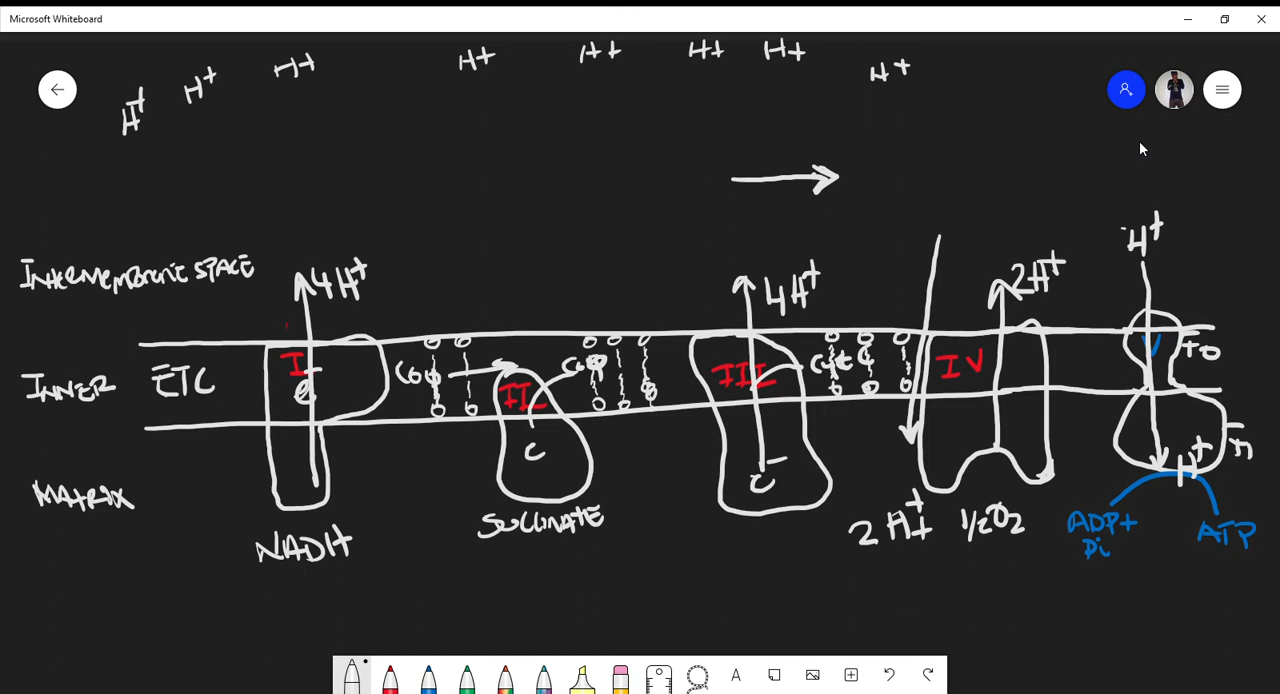 Microsoft Whiteboard
H+ H+ H+ H+ H+ H+ H+ H+
INTERMEMBRANE SPACE
4H+
4H+
2H+
H+
INNER
ETC
I
CoQ
II
CoQ
III
Cyt C
IV
V
Fo
F1
e-
MATRIX
NADH
SUCCINATE
2H+
1/2O2
H+
ADP+
Pi
ATP